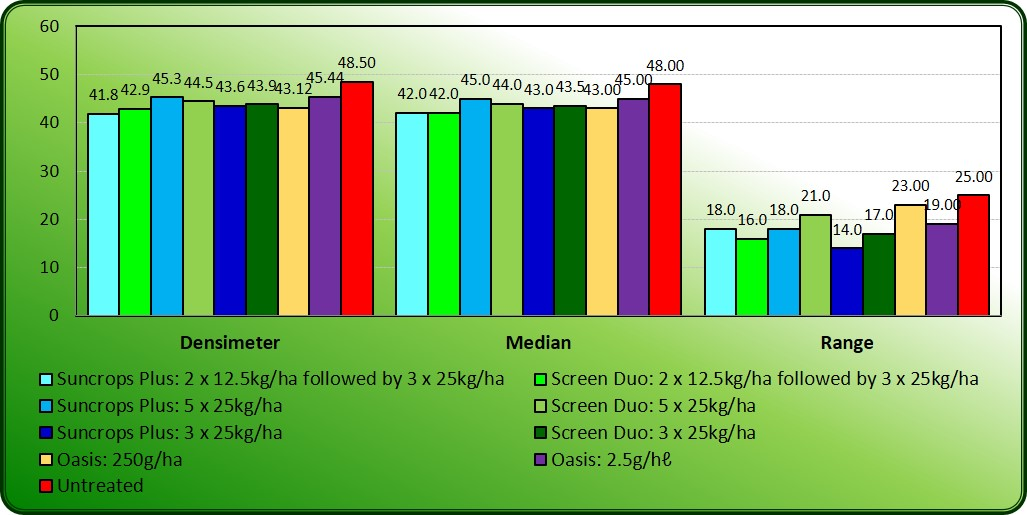 60
50
40
30
20
10
0
41.8 42.9 45.3 44.5 43.6 43.9 43.12 45.44 48.50
42.0 42.0 45.0 44.0 43.0 43.5 43.00 45.00 48.00
18.0 16.0 18.0 21.0 14.0 17.0 23.00 19.00 25.00
Densimeter Median Range
Suncrops Plus: 2 x 12.5kg/ha followed by 3 x 25kg/ha Screen Duo: 2 x 12.5kg/ha followed by 3 x 25kg/ha
Suncrops Plus: 5 x 25kg/ha Screen Duo: 5 x 25kg/ha
Suncrops Plus: 3 x 25kg/ha Screen Duo: 3 x 25kg/ha
Oasis: 250g/ha Oasis: 2.5g/hℓ
Untreated